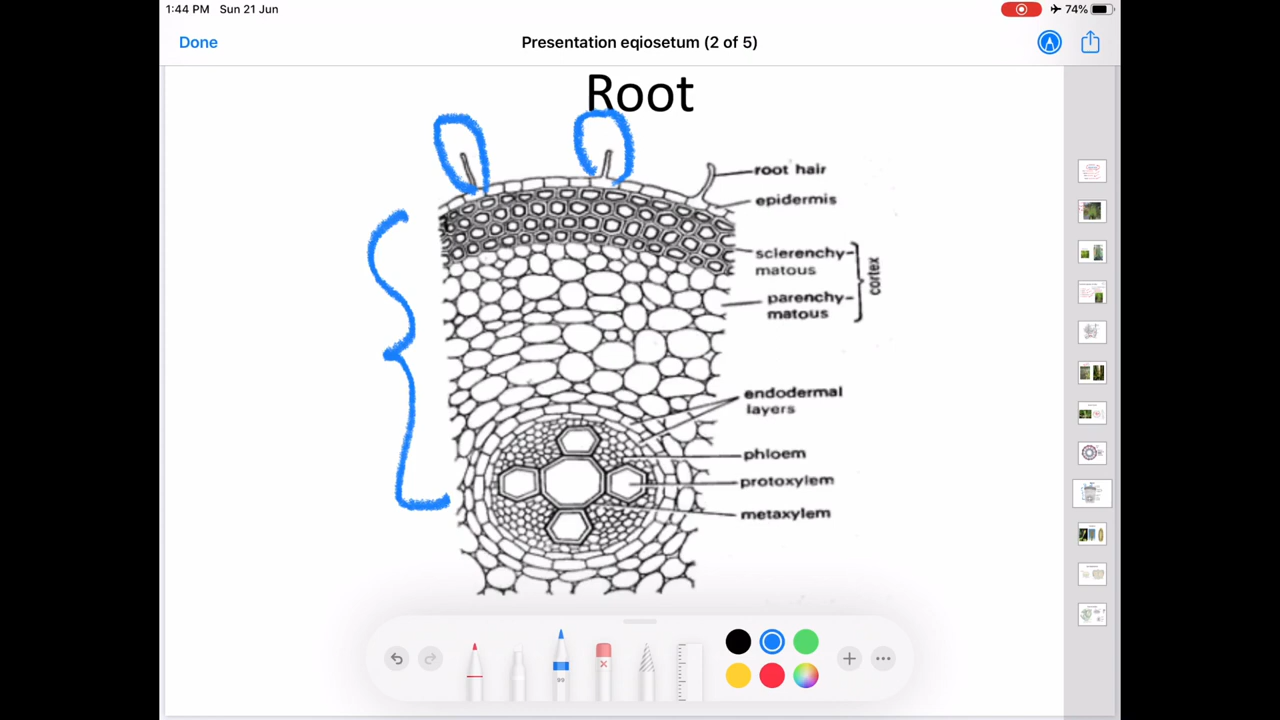 1:44 PM Sun 21 Jun
74%
Done
Presentation eqiosetum (2 of 5)
Root
root hair
epidermis
sclerenchy-
matous
parenchy-
matous
cortex
endodermal
layers
phloem
protoxylem
metaxylem
99